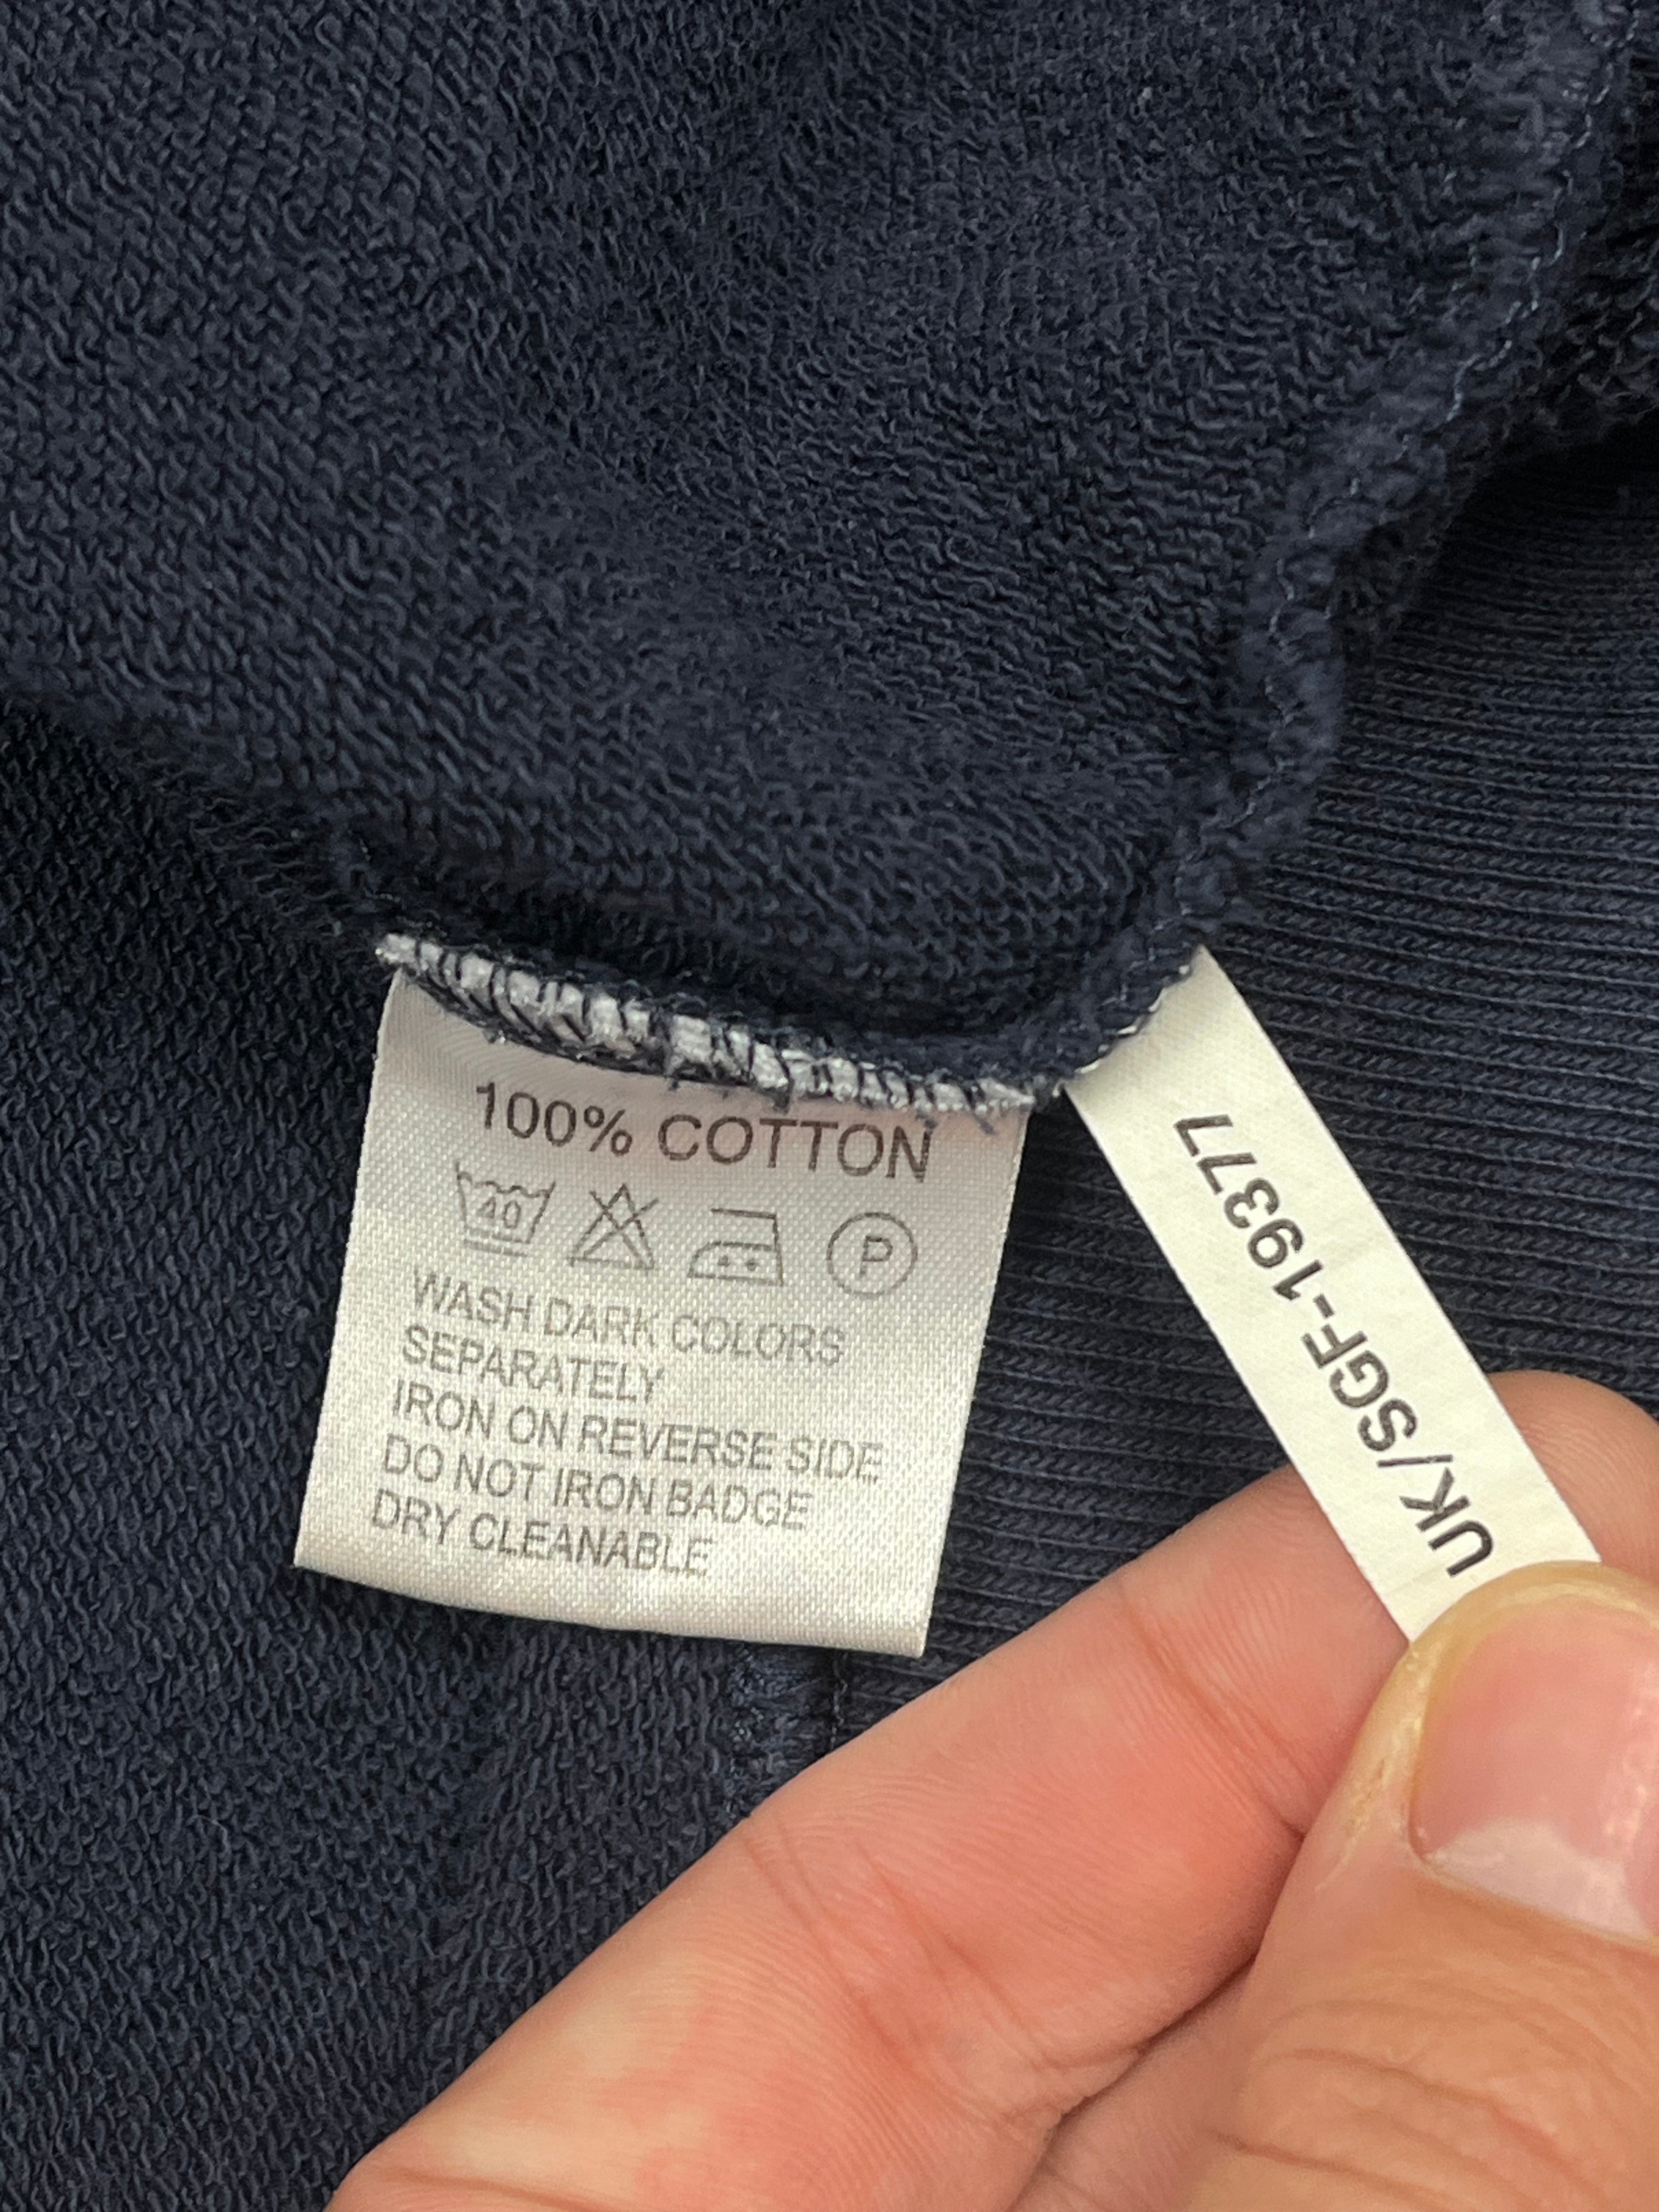 100% COTTON
40
P
WASH DARK COLORS
SEPARATELY
IRON ON REVERSE SIDE
DO NOT IRON BADGE
DRY CLEANABLE
UK/SGF-19377